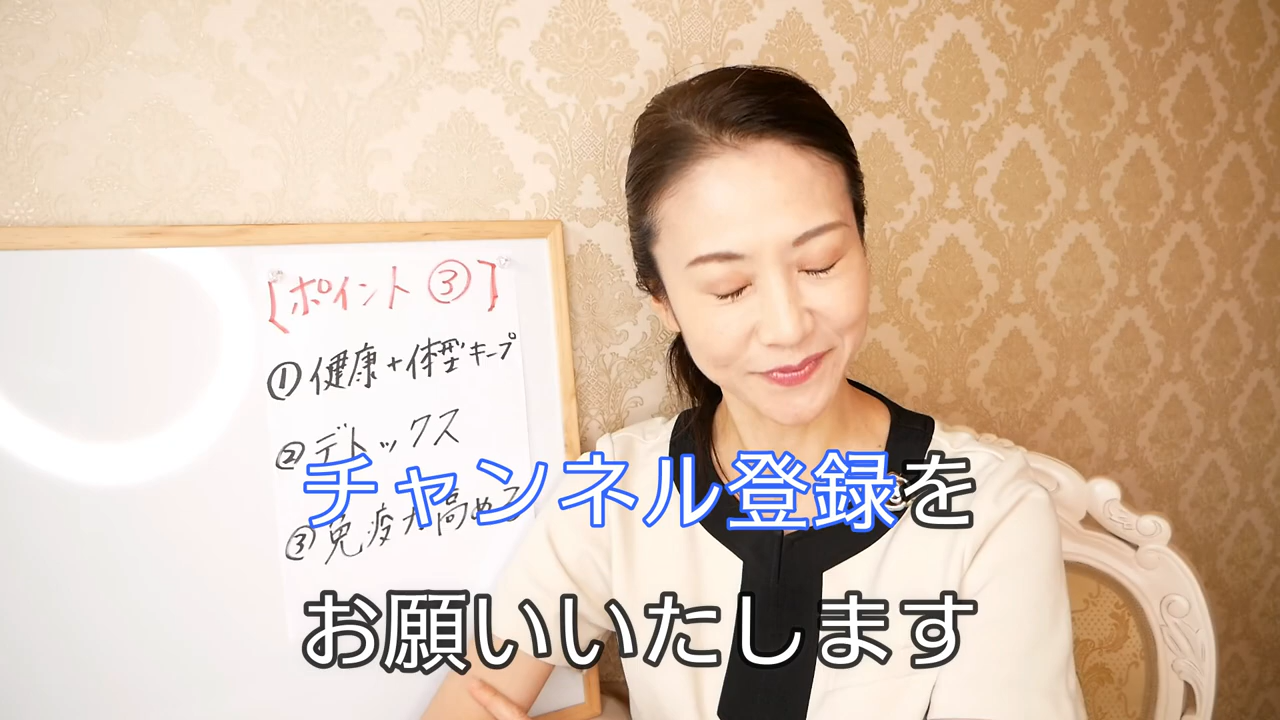 【ポイント③】
①健康+体型キープ
②デトックス
③免疫力高める
チャンネル登録を
お願いいたします